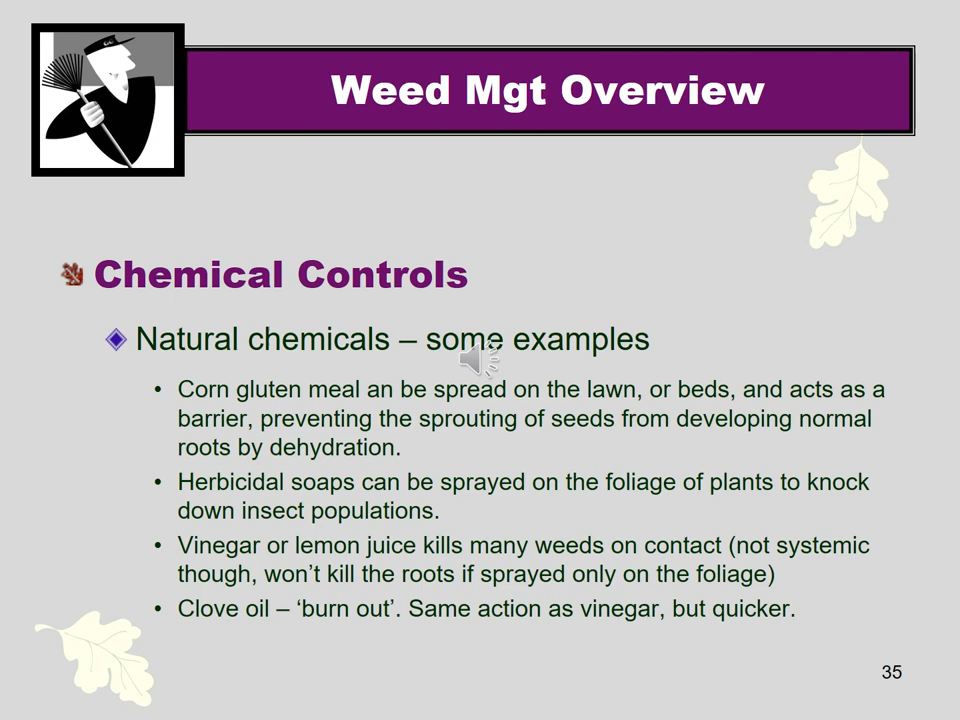 Weed Mgt Overview
Chemical Controls
Natural chemicals – some examples
• Corn gluten meal an be spread on the lawn, or beds, and acts as a
barrier, preventing the sprouting of seeds from developing normal
roots by dehydration.
• Herbicidal soaps can be sprayed on the foliage of plants to knock
down insect populations.
• Vinegar or lemon juice kills many weeds on contact (not systemic
though, won’t kill the roots if sprayed only on the foliage)
• Clove oil – ‘burn out’. Same action as vinegar, but quicker.
35